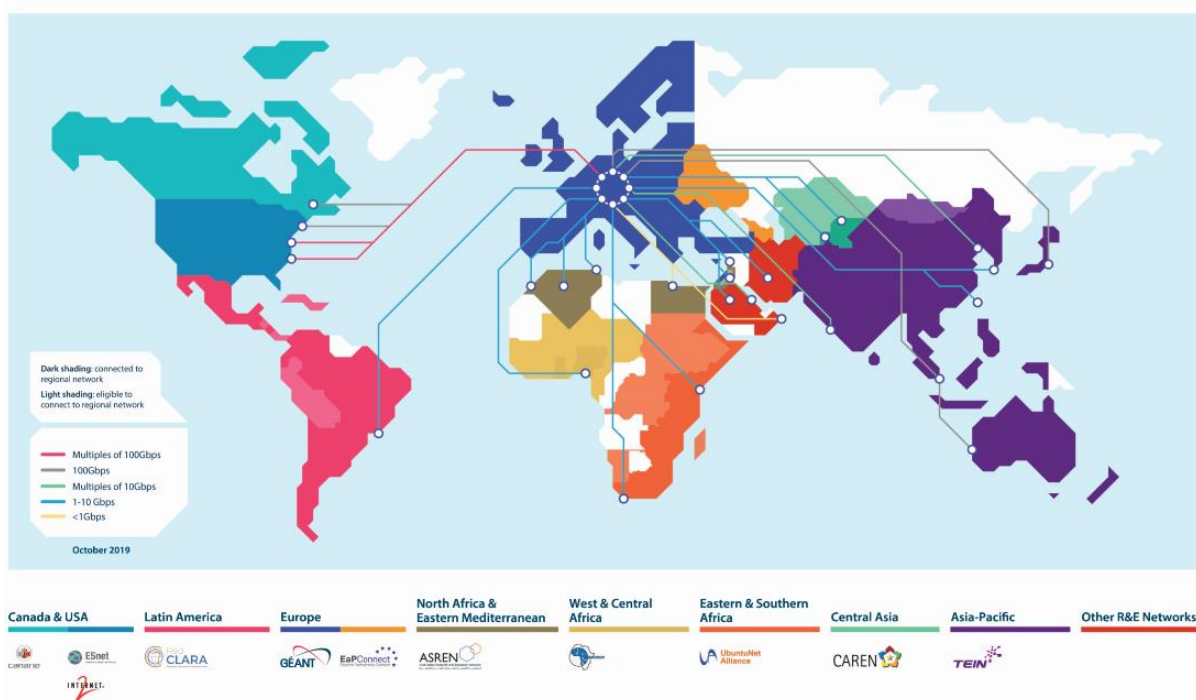 Dark shading: connected to
regional network
Light shading: eligible to
connect to regional network
Multiples of 100Gbps
100Gbps
Multiples of 10Gbps
1-10 Gbps
<1Gbps
October 2019
Canada & USA
Latin America
Europe
North Africa &
Eastern Mediterranean
West & Central
Africa
Eastern & Southern
Africa
Central Asia
Asia-Pacific
Other R&E Networks
canarie
ESnet
INTERNET
2
Red
CLARA
GÉANT
EaPConnect
ASREN
UbuntuNet
Alliance
CAREN
TEIN